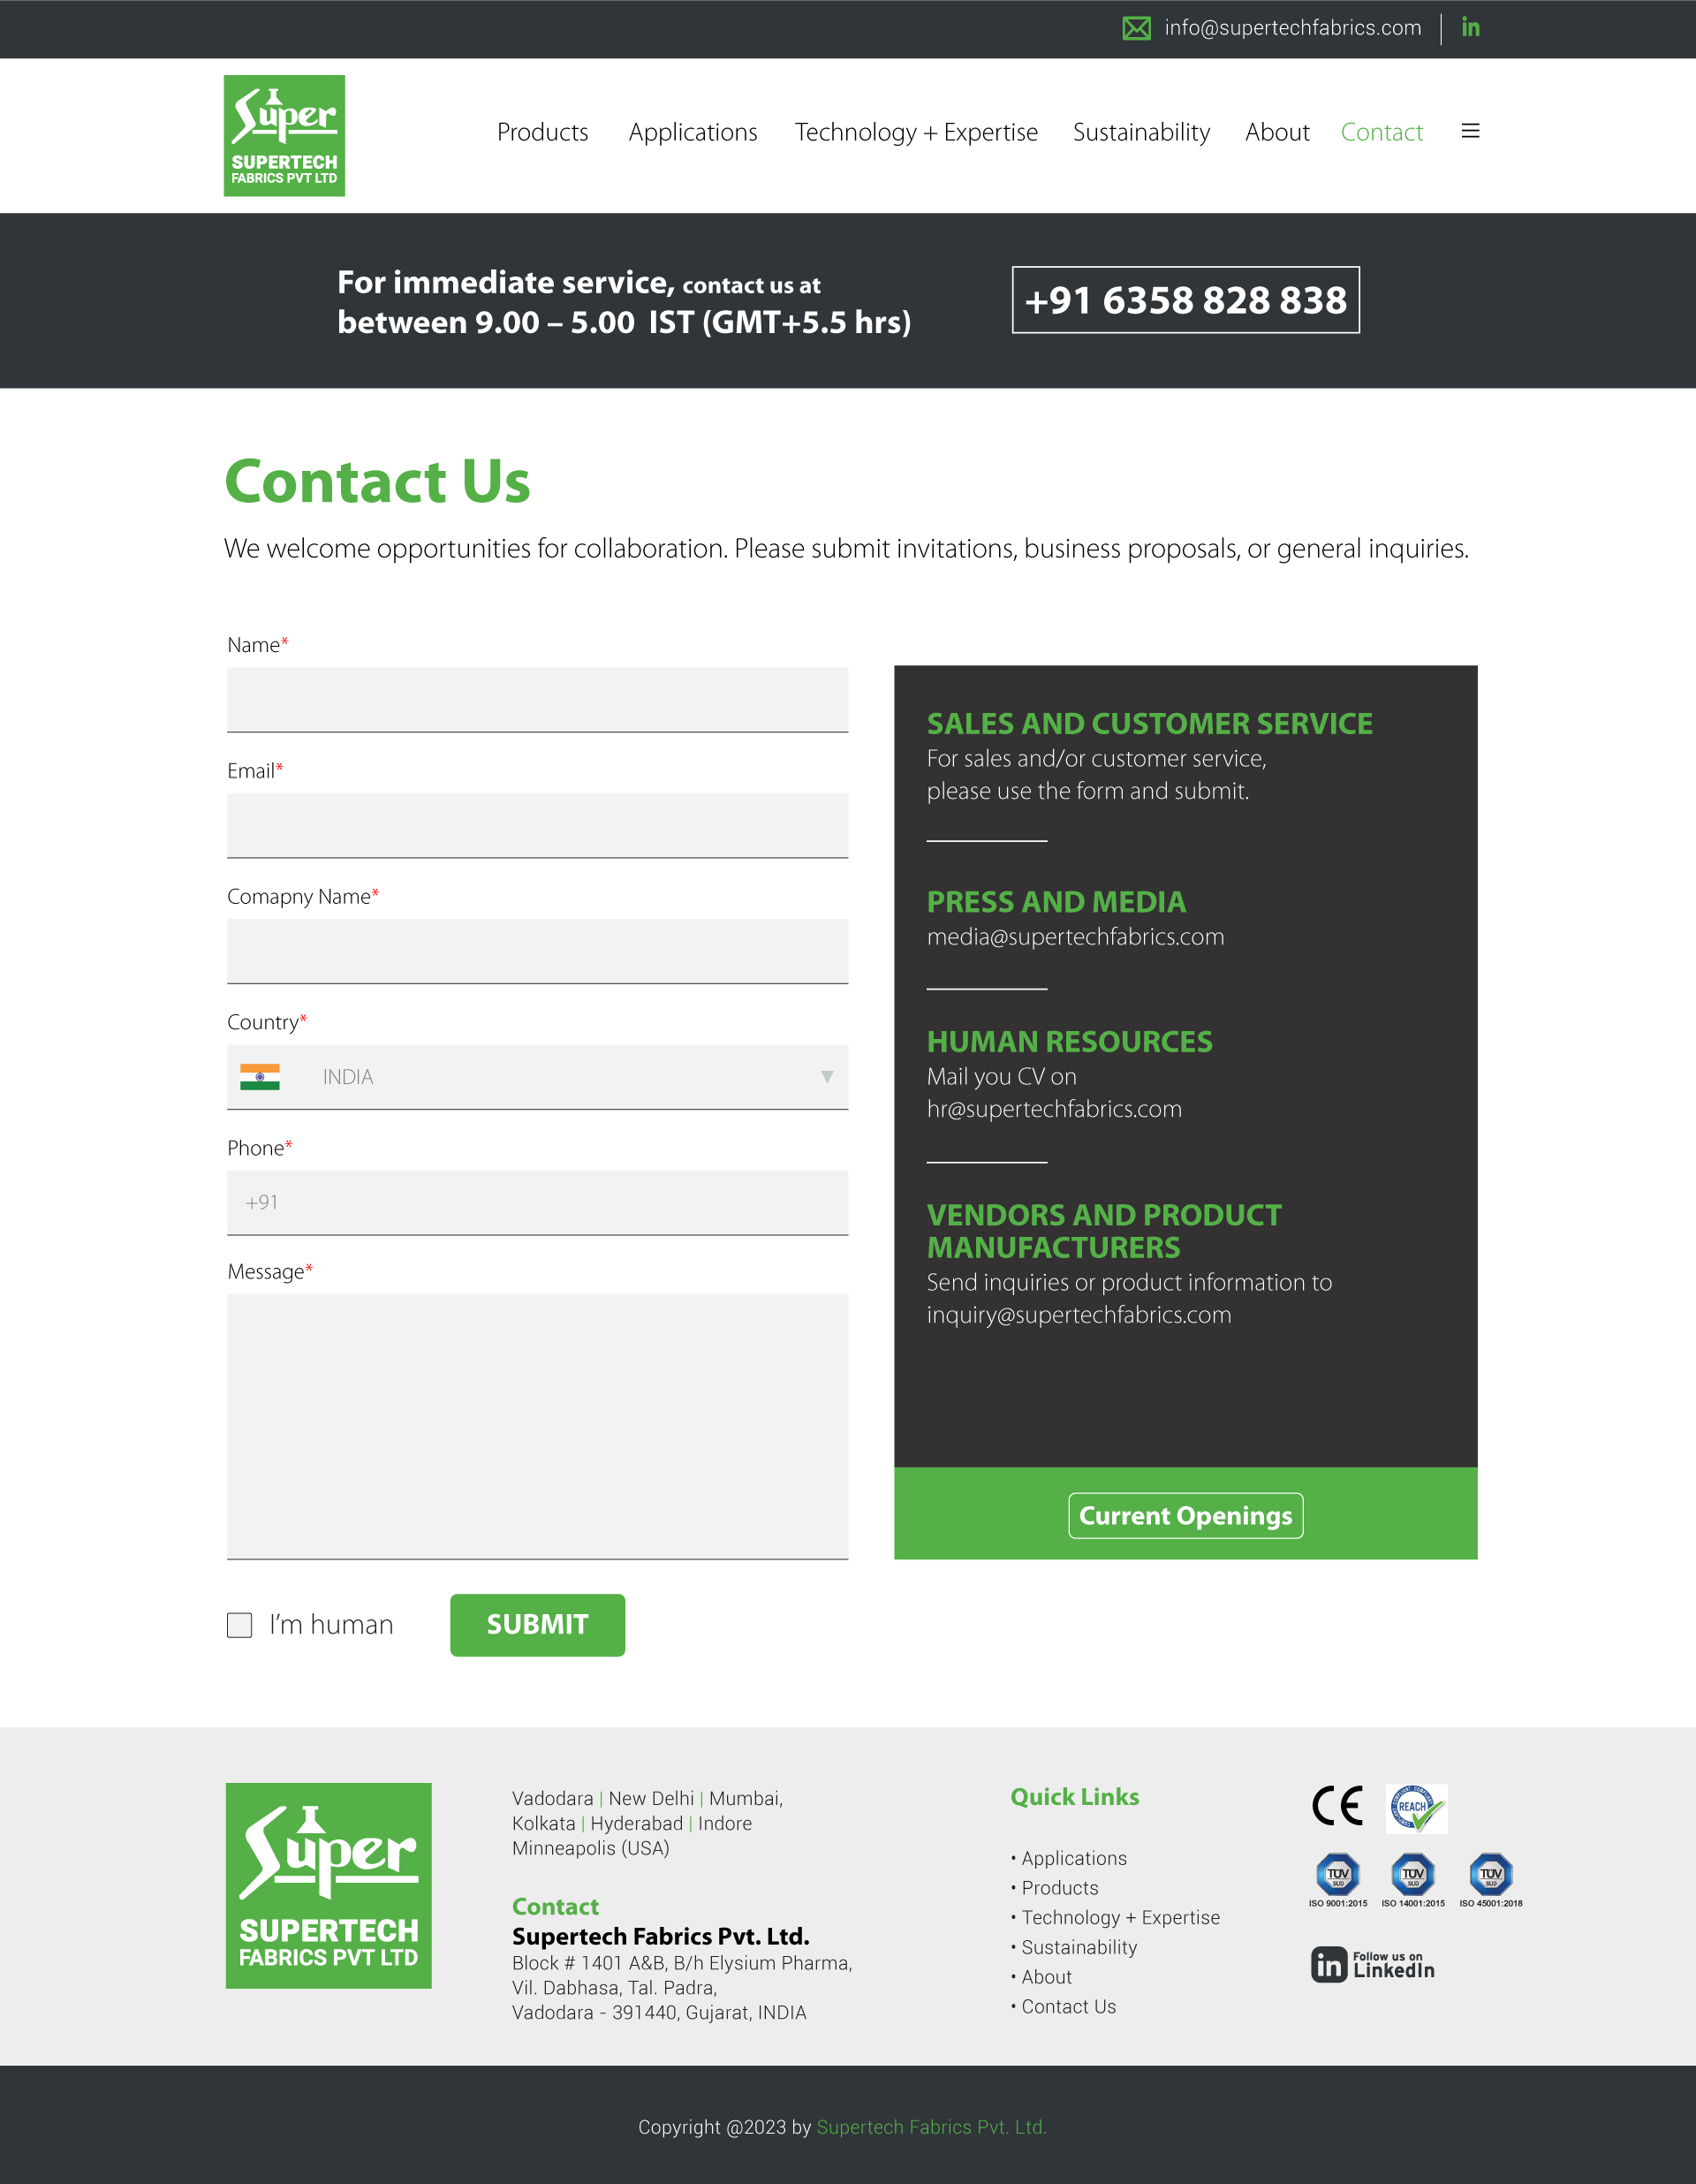 info@supertechfabrics.com
in
Super
SUPERTECH
FABRICS PVT LTD
Products Applications Technology + Expertise Sustainability About Contact
For immediate service, contact us at
between 9.00 – 5.00 IST (GMT+5.5 hrs)
+91 6358 828 838
Contact Us
We welcome opportunities for collaboration. Please submit invitations, business proposals, or general inquiries.
Name*
Email*
Comapny Name*
Country*
INDIA
Phone*
+91
Message*
I'm human
SUBMIT
SALES AND CUSTOMER SERVICE
For sales and/or customer service,
please use the form and submit.
PRESS AND MEDIA
media@supertechfabrics.com
HUMAN RESOURCES
Mail you CV on
hr@supertechfabrics.com
VENDORS AND PRODUCT
MANUFACTURERS
Send inquiries or product information to
inquiry@supertechfabrics.com
Current Openings
Super
SUPERTECH
FABRICS PVT LTD
Vadodara | New Delhi | Mumbai,
Kolkata | Hyderabad | Indore
Minneapolis (USA)
Contact
Supertech Fabrics Pvt. Ltd.
Block # 1401 A&B, B/h Elysium Pharma,
Vil. Dabhasa, Tal. Padra,
Vadodara - 391440, Gujarat, INDIA
Quick Links
• Applications
• Products
• Technology + Expertise
• Sustainability
• About
• Contact Us
CE
REACH
TÜV TÜV TÜV
SÜD SÜD SÜD
ISO 9001:2015 ISO 14001:2015 ISO 45001:2018
in
Follow us on
LinkedIn
Copyright @2023 by Supertech Fabrics Pvt. Ltd.